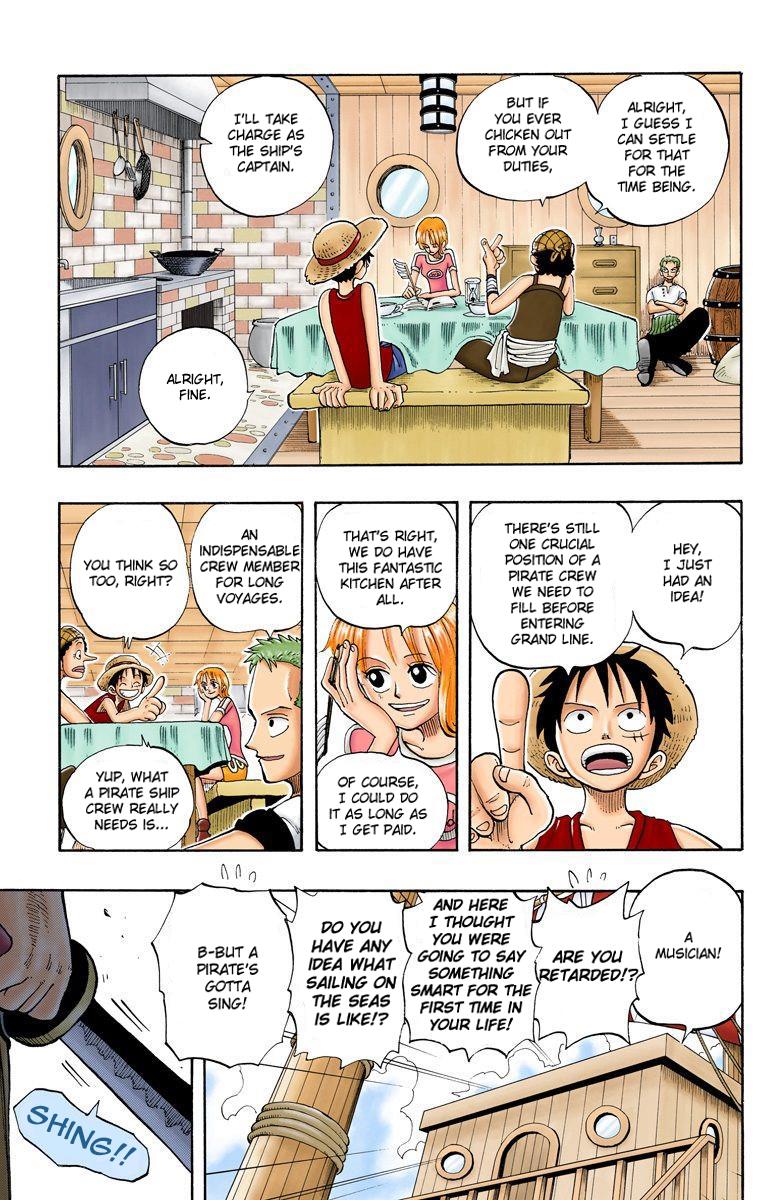 ALRIGHT,
I GUESS I
CAN SETTLE
FOR THAT
FOR THE
TIME BEING.
BUT IF
YOU EVER
CHICKEN OUT
FROM YOUR
DUTIES,
I'LL TAKE
CHARGE AS
THE SHIP'S
CAPTAIN.
ALRIGHT,
FINE.
HEY,
I JUST
HAD AN
IDEA!
THERE'S STILL
ONE CRUCIAL
POSITION OF A
PIRATE CREW
WE NEED TO
FILL BEFORE
ENTERING
GRAND LINE.
THAT'S RIGHT,
WE DO HAVE
THIS FANTASTIC
KITCHEN AFTER
ALL.
OF COURSE,
I COULD DO
IT AS LONG AS
I GET PAID.
AN
INDISPENSABLE
CREW MEMBER
FOR LONG
VOYAGES.
YOU THINK SO
TOO, RIGHT?
YUP, WHAT
A PIRATE SHIP
CREW REALLY
NEEDS IS...
A
MUSICIAN!
ARE YOU
RETARDED!?
AND HERE
I THOUGHT
YOU WERE
GOING TO SAY
SOMETHING
SMART FOR THE
FIRST TIME IN
YOUR LIFE!
DO YOU
HAVE ANY
IDEA WHAT
SAILING ON
THE SEAS
IS LIKE!?
B-BUT A
PIRATE'S
GOTTA
SING!
SHING!!